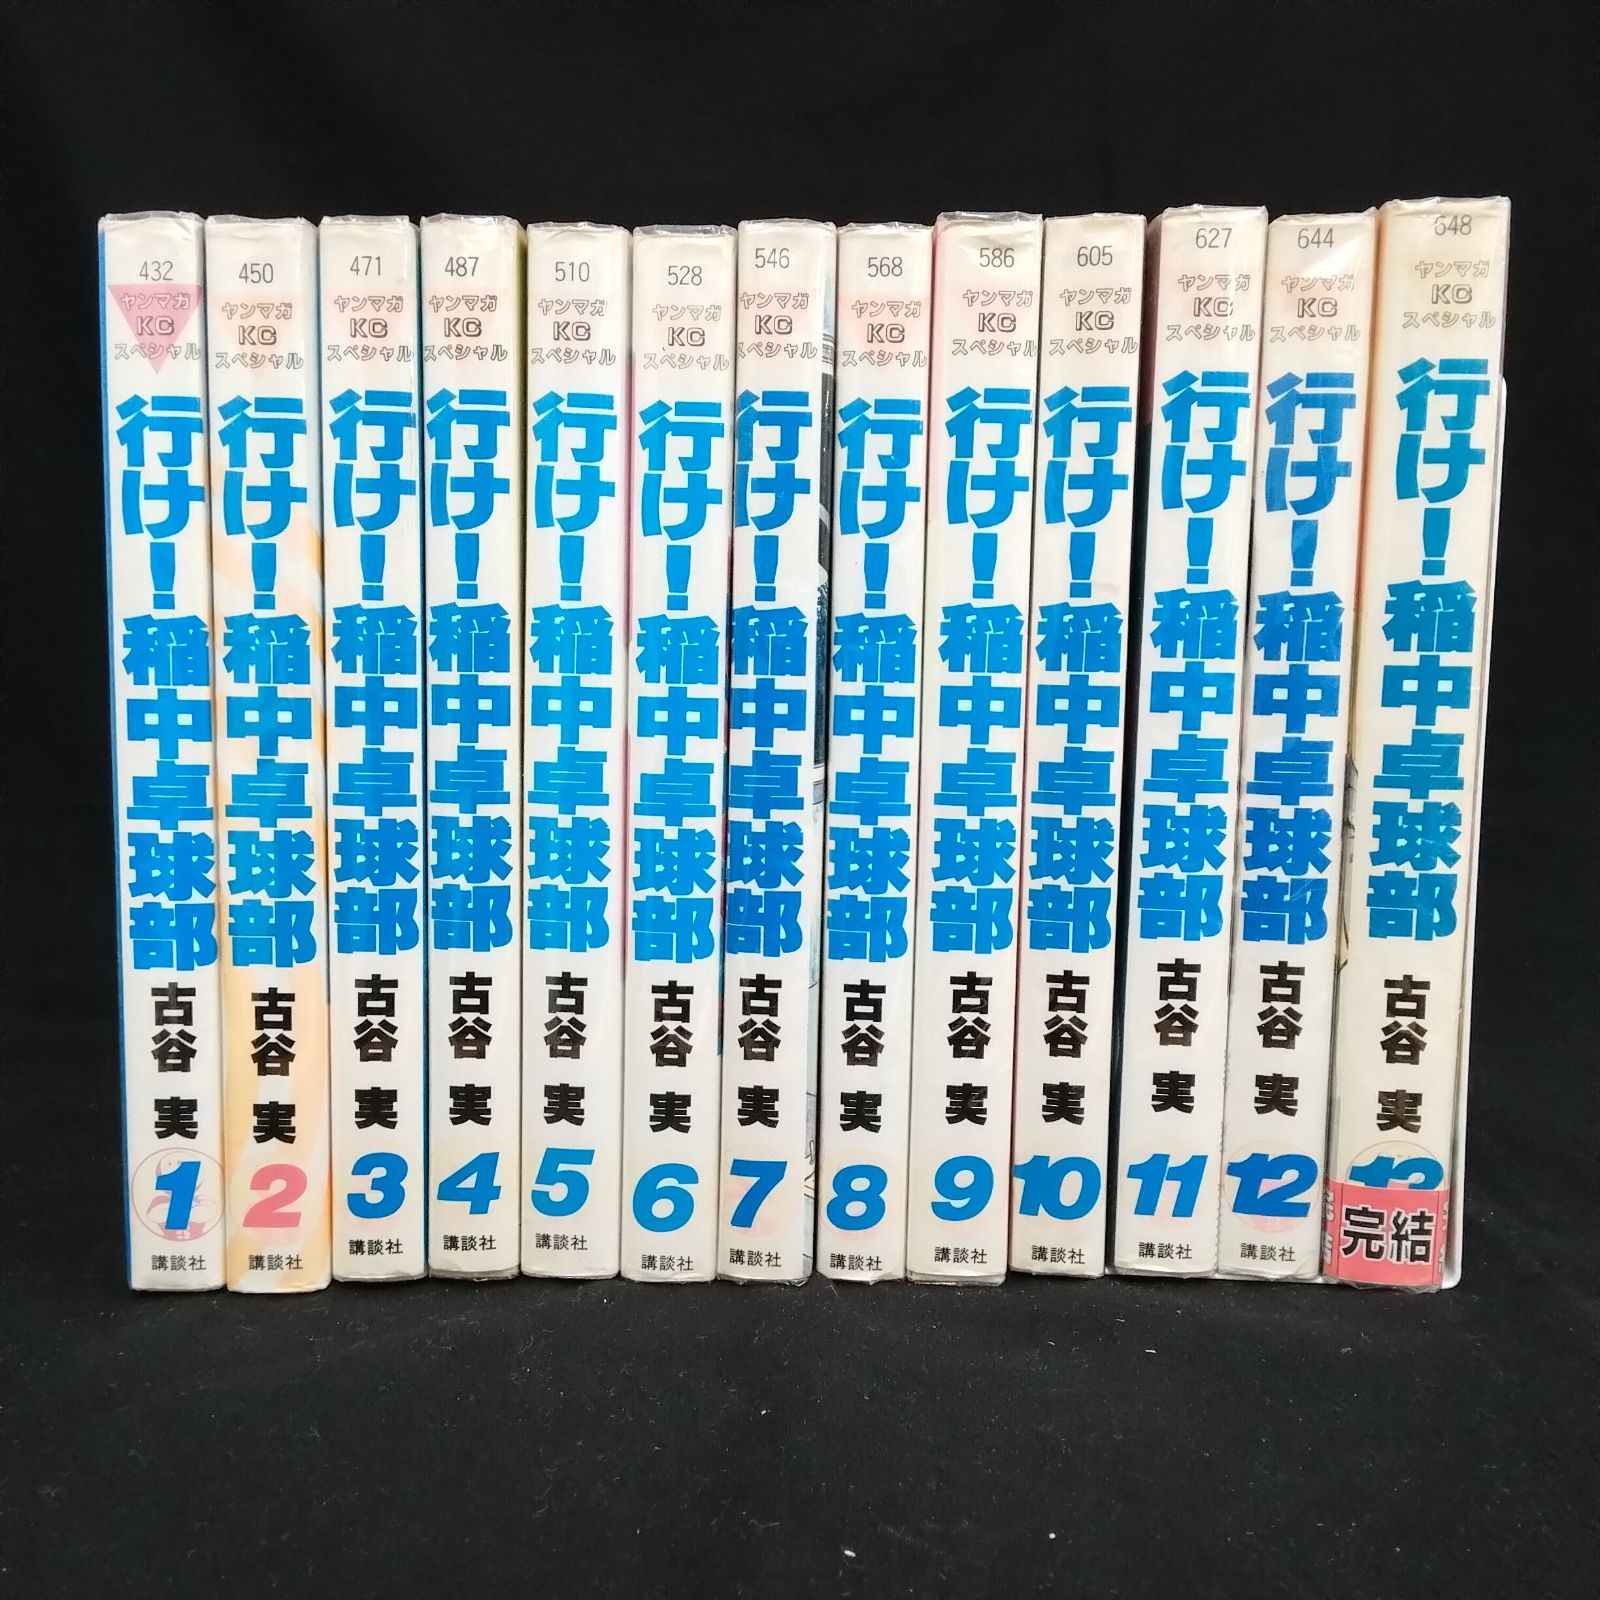 432
ヤンマガ
KC
スペシャル
行け!稲中卓球部
古谷 実
1
講談社
450
ヤンマガ
KC
スペシャル
行け!稲中卓球部
古谷 実
2
講談社
471
ヤンマガ
KC
スペシャル
行け!稲中卓球部
古谷 実
3
講談社
487
ヤンマガ
KC
スペシャル
行け!稲中卓球部
古谷 実
4
講談社
510
ヤンマガ
KC
スペシャル
行け!稲中卓球部
古谷 実
5
講談社
528
ヤンマガ
KC
スペシャル
行け!稲中卓球部
古谷 実
6
講談社
546
ヤンマガ
KC
スペシャル
行け!稲中卓球部
古谷 実
7
講談社
568
ヤンマガ
KC
スペシャル
行け!稲中卓球部
古谷 実
8
講談社
586
ヤンマガ
KC
スペシャル
行け!稲中卓球部
古谷 実
9
講談社
605
ヤンマガ
KC
スペシャル
行け!稲中卓球部
古谷 実
10
講談社
627
ヤンマガ
KC
スペシャル
行け!稲中卓球部
古谷 実
11
講談社
644
ヤンマガ
KC
スペシャル
行け!稲中卓球部
古谷 実
12
講談社
648
ヤンマガ
KC
スペシャル
行け!稲中卓球部
古谷 実
13
完結